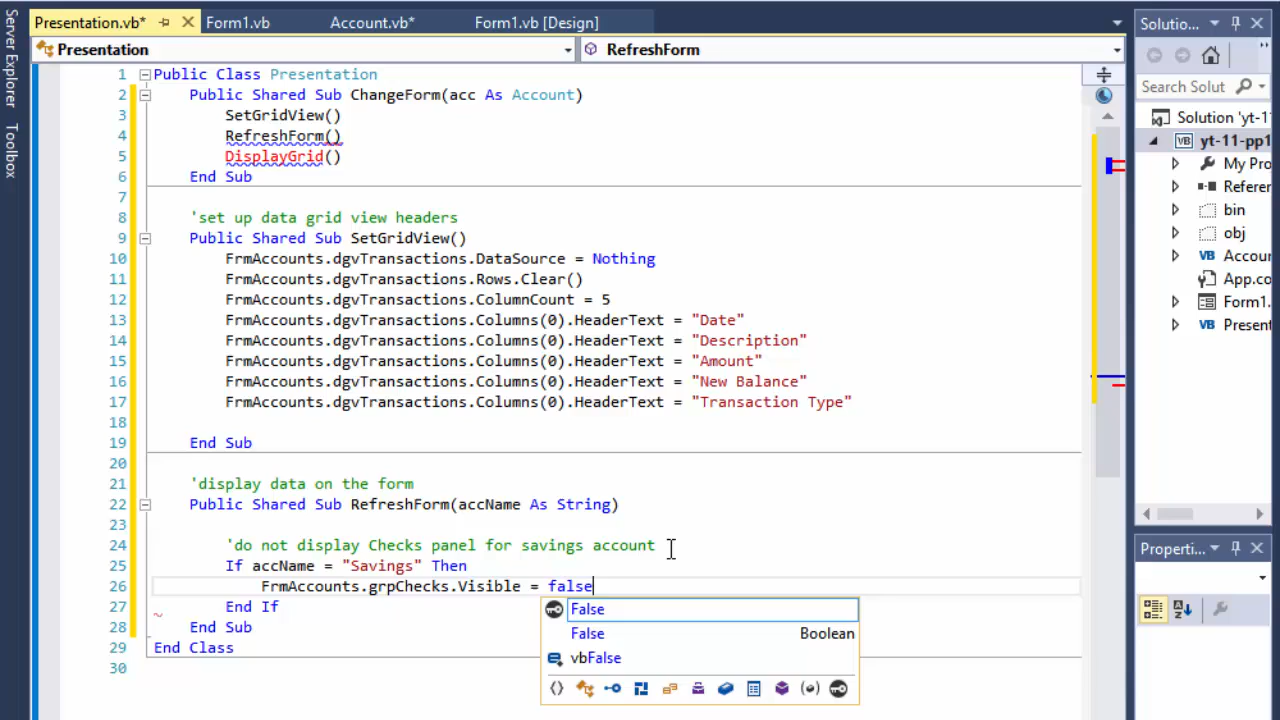 Server Explorer
Toolbox
Presentation.vb*
Form1.vb
Account.vb*
Form1.vb [Design]
Presentation
RefreshForm
1 Public Class Presentation
2 Public Shared Sub ChangeForm(acc As Account)
3 SetGridView()
4 RefreshForm()
5 DisplayGrid()
6 End Sub
7
8 'set up data grid view headers
9 Public Shared Sub SetGridView()
10 FrmAccounts.dgvTransactions.DataSource = Nothing
11 FrmAccounts.dgvTransactions.Rows.Clear()
12 FrmAccounts.dgvTransactions.ColumnCount = 5
13 FrmAccounts.dgvTransactions.Columns(0).HeaderText = "Date"
14 FrmAccounts.dgvTransactions.Columns(0).HeaderText = "Description"
15 FrmAccounts.dgvTransactions.Columns(0).HeaderText = "Amount"
16 FrmAccounts.dgvTransactions.Columns(0).HeaderText = "New Balance"
17 FrmAccounts.dgvTransactions.Columns(0).HeaderText = "Transaction Type"
18
19 End Sub
20
21 'display data on the form
22 Public Shared Sub RefreshForm(accName As String)
23
24 'do not display Checks panel for savings account
25 If accName = "Savings" Then
26 FrmAccounts.grpChecks.Visible = false
27 End If
28 End Sub
29 End Class
30
False
False Boolean
vbFalse
Solutio...
Search Solut
Solution 'yt-1
VB yt-11-pp1
My Pro
Referer
bin
obj
VB Accour
App.co
Form1.
VB Present
Properti...